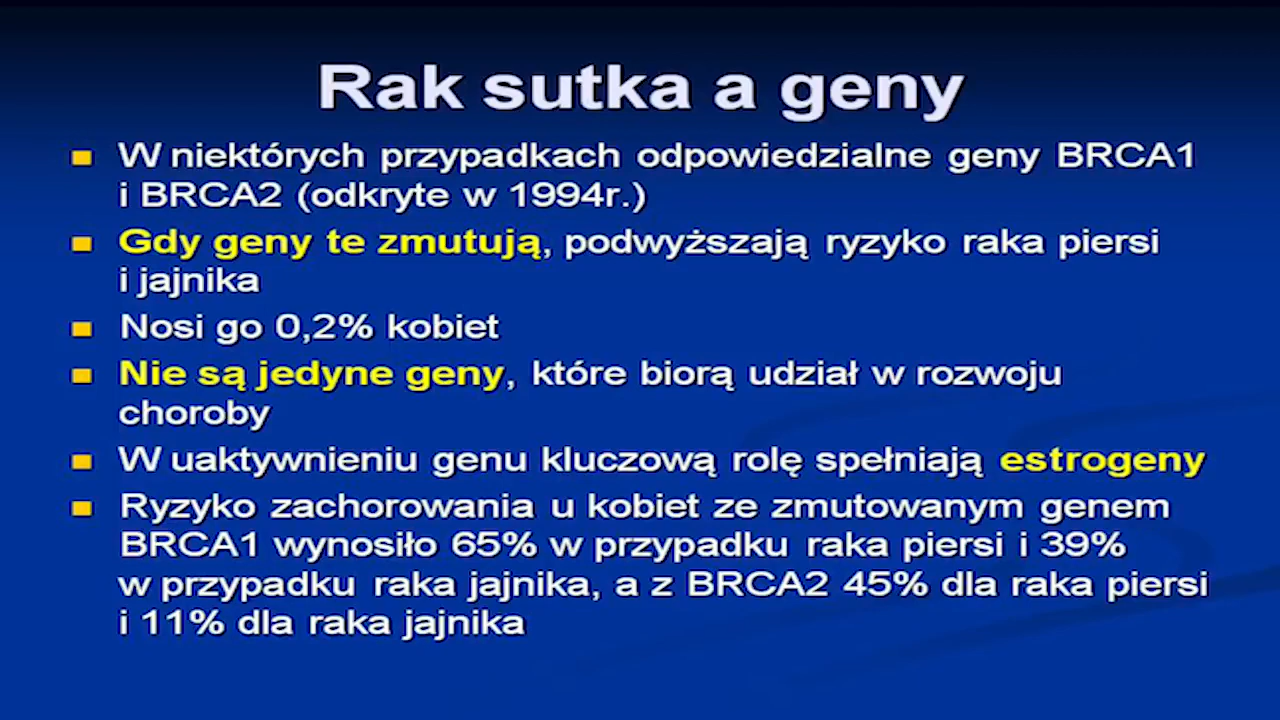 Rak sutka a geny
W niektórych przypadkach odpowiedzialne geny BRCA1
i BRCA2 (odkryte w 1994r.)
Gdy geny te zmutują, podwyższają ryzyko raka piersi
i jajnika
Nosi go 0,2% kobiet
Nie są jedyne geny, które biorą udział w rozwoju
choroby
W uaktywnieniu genu kluczową rolę spełniają estrogeny
Ryzyko zachorowania u kobiet ze zmutowanym genem
BRCA1 wynosiło 65% w przypadku raka piersi i 39%
w przypadku raka jajnika, a z BRCA2 45% dla raka piersi
i 11% dla raka jajnika